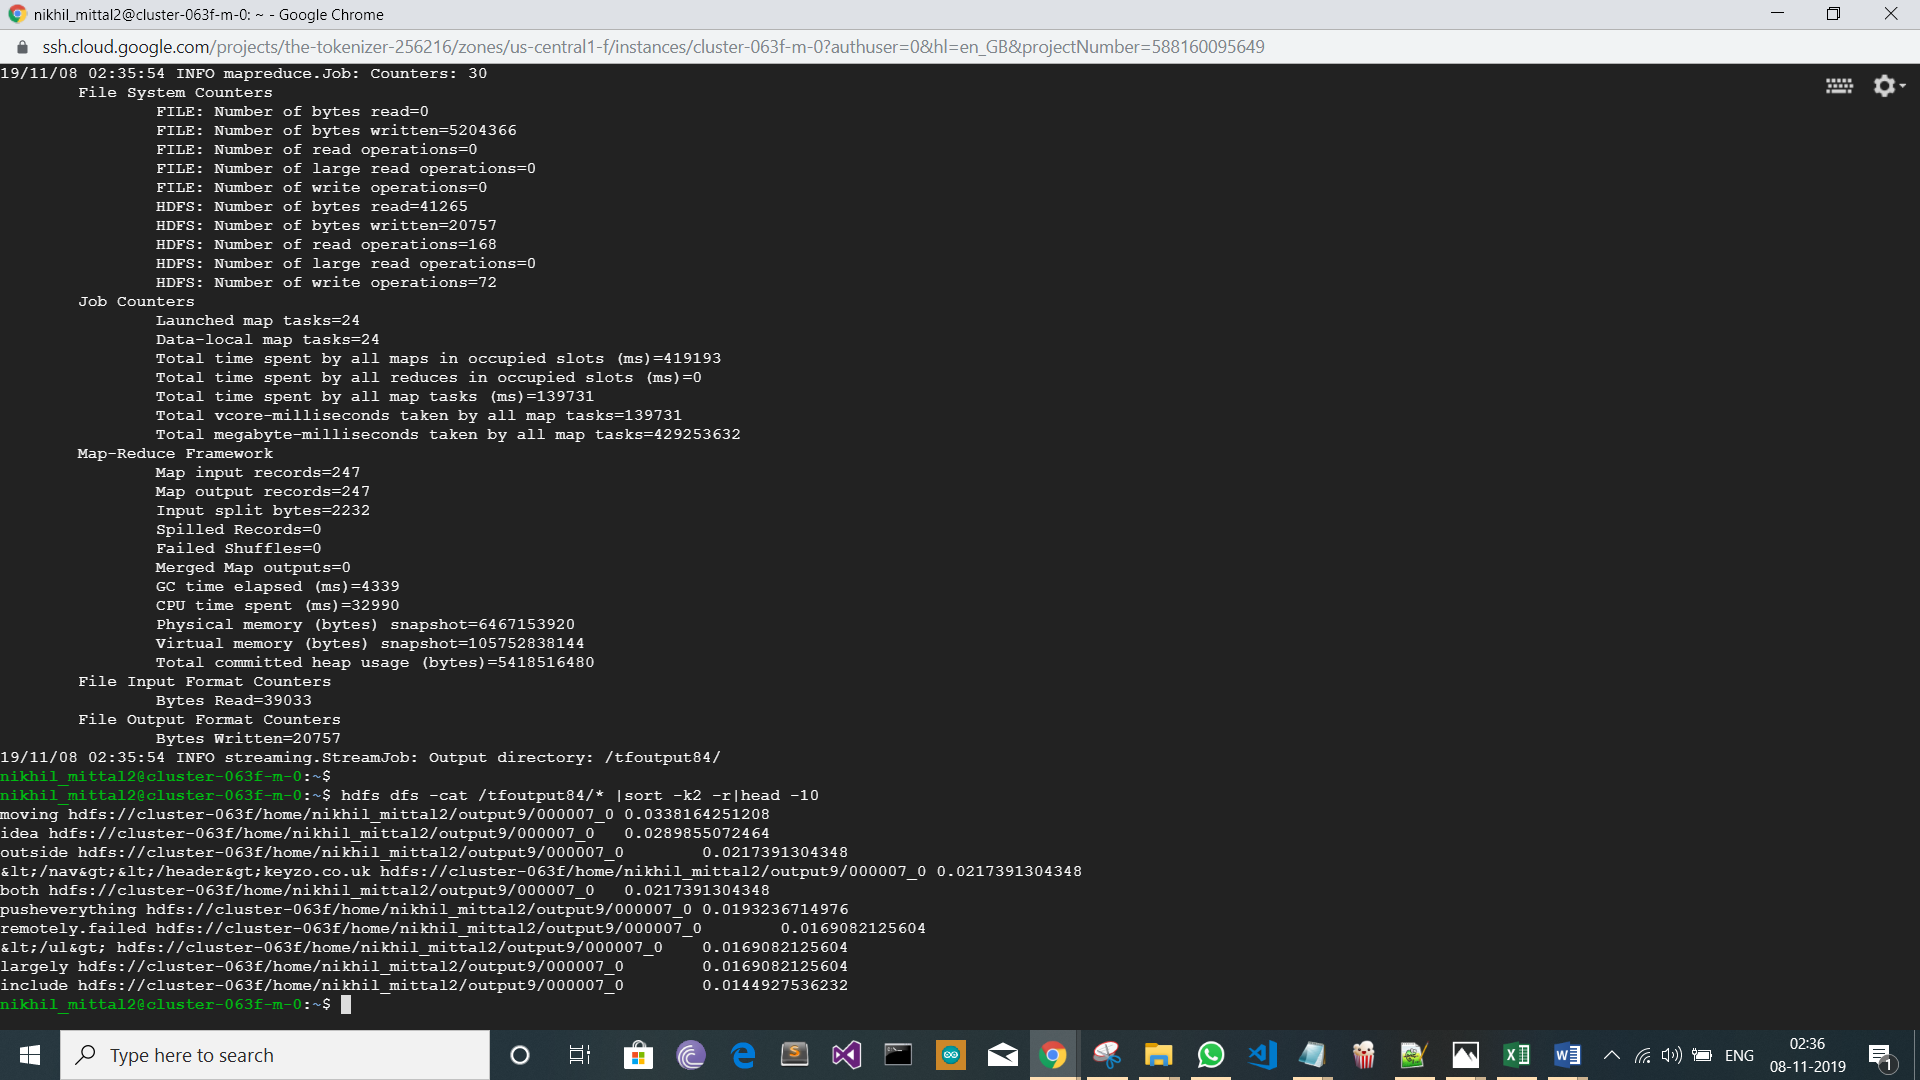 nikhil_mittal2@cluster-063f-m-0: ~ - Google Chrome
ssh.cloud.google.com/projects/the-tokenizer-256216/zones/us-central1-f/instances/cluster-063f-m-0?authuser=0&hl=en_GB&projectNumber=588160095649
19/11/08 02:35:54 INFO mapreduce.Job: Counters: 30
File System Counters
FILE: Number of bytes read=0
FILE: Number of bytes written=5204366
FILE: Number of read operations=0
FILE: Number of large read operations=0
FILE: Number of write operations=0
HDFS: Number of bytes read=41265
HDFS: Number of bytes written=20757
HDFS: Number of read operations=168
HDFS: Number of large read operations=0
HDFS: Number of write operations=72
Job Counters
Launched map tasks=24
Data-local map tasks=24
Total time spent by all maps in occupied slots (ms)=419193
Total time spent by all reduces in occupied slots (ms)=0
Total time spent by all map tasks (ms)=139731
Total vcore-milliseconds taken by all map tasks=139731
Total megabyte-milliseconds taken by all map tasks=429253632
Map-Reduce Framework
Map input records=247
Map output records=247
Input split bytes=2232
Spilled Records=0
Failed Shuffles=0
Merged Map outputs=0
GC time elapsed (ms)=4339
CPU time spent (ms)=32990
Physical memory (bytes) snapshot=6467153920
Virtual memory (bytes) snapshot=105752838144
Total committed heap usage (bytes)=5418516480
File Input Format Counters
Bytes Read=39033
File Output Format Counters
Bytes Written=20757
19/11/08 02:35:54 INFO streaming.StreamJob: Output directory: /tfoutput84/
nikhil_mittal2@cluster-063f-m-0:~$
nikhil_mittal2@cluster-063f-m-0:~$ hdfs dfs -cat /tfoutput84/* |sort -k2 -r|head -10
moving hdfs://cluster-063f/home/nikhil_mittal2/output9/000007_0 0.0338164251208
idea hdfs://cluster-063f/home/nikhil_mittal2/output9/000007_0 0.0289855072464
outside hdfs://cluster-063f/home/nikhil_mittal2/output9/000007_0 0.0217391304348
&lt;/nav&gt;&lt;/header&gt;keyzo.co.uk hdfs://cluster-063f/home/nikhil_mittal2/output9/000007_0 0.0217391304348
both hdfs://cluster-063f/home/nikhil_mittal2/output9/000007_0 0.0217391304348
pusheverything hdfs://cluster-063f/home/nikhil_mittal2/output9/000007_0 0.0193236714976
remotely.failed hdfs://cluster-063f/home/nikhil_mittal2/output9/000007_0 0.0169082125604
&lt;/ul&gt; hdfs://cluster-063f/home/nikhil_mittal2/output9/000007_0 0.0169082125604
largely hdfs://cluster-063f/home/nikhil_mittal2/output9/000007_0 0.0169082125604
include hdfs://cluster-063f/home/nikhil_mittal2/output9/000007_0 0.0144927536232
nikhil_mittal2@cluster-063f-m-0:~$
Type here to search
ENG
02:36
08-11-2019
1